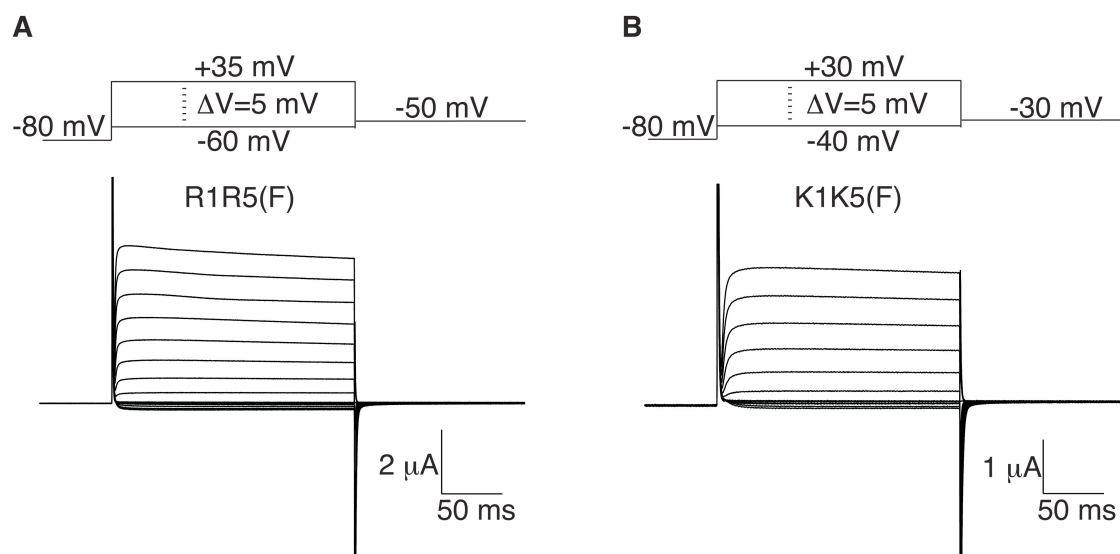 A
+35 mV
ΔV=5 mV
-50 mV
-80 mV
-60 mV
R1R5(F)
2 μA
50 ms
B
+30 mV
ΔV=5 mV
-30 mV
-80 mV
-40 mV
K1K5(F)
1 μA
50 ms